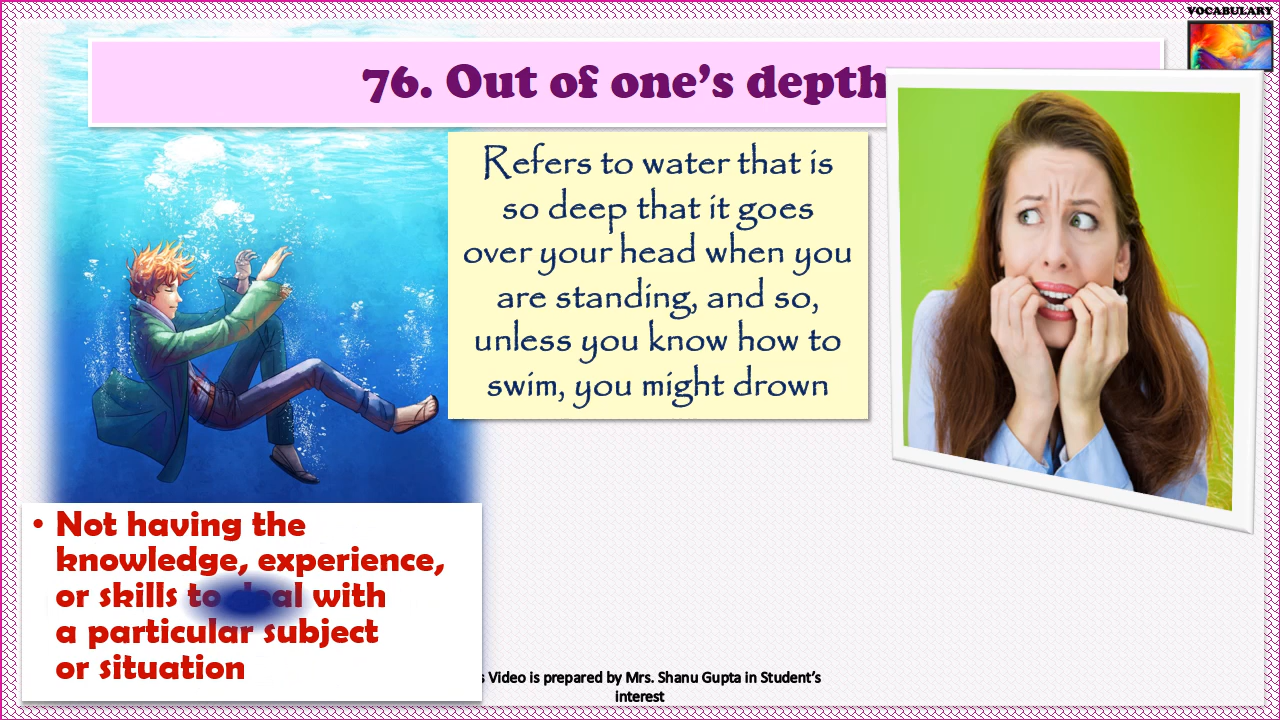 VOCABULARY
76. Out of one's depth
Refers to water that is
so deep that it goes
over your head when you
are standing, and so,
unless you know how to
swim, you might drown
• Not having the
knowledge, experience,
or skills to deal with
a particular subject
or situation
s Video is prepared by Mrs. Shanu Gupta in Student's
interest